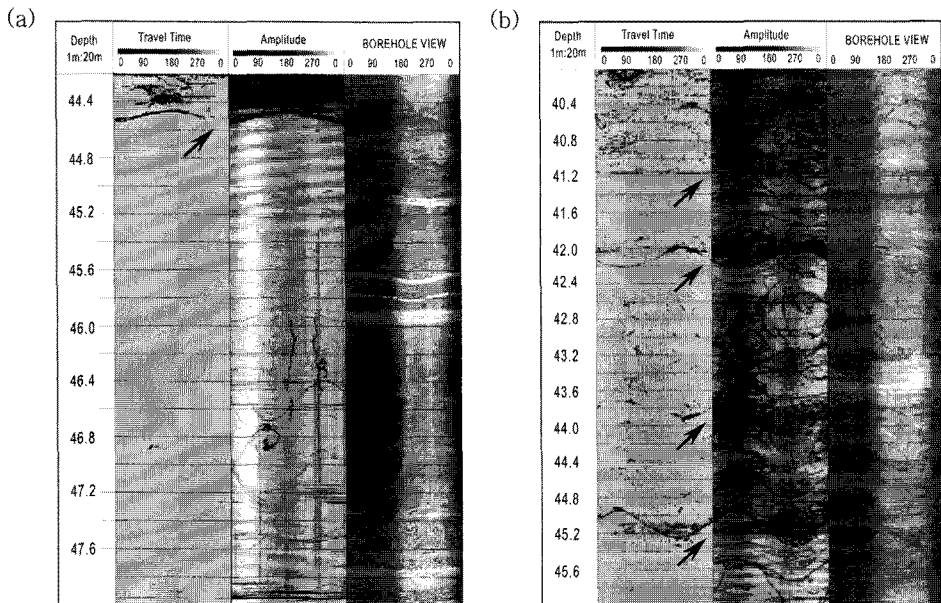 (a)
Depth
1m:20m
Travel Time
0 90 180 270 0
Amplitude
0 90 180 270 0
BOREHOLE VIEW
0 90 180 270 0
44.4
44.8
45.2
45.6
46.0
46.4
46.8
47.2
47.6
(b)
Depth
1m:20m
Travel Time
0 90 180 270 0
Amplitude
0 90 180 270 0
BOREHOLE VIEW
0 90 180 270 0
40.4
40.8
41.2
41.6
42.0
42.4
42.8
43.2
43.6
44.0
44.4
44.8
45.2
45.6